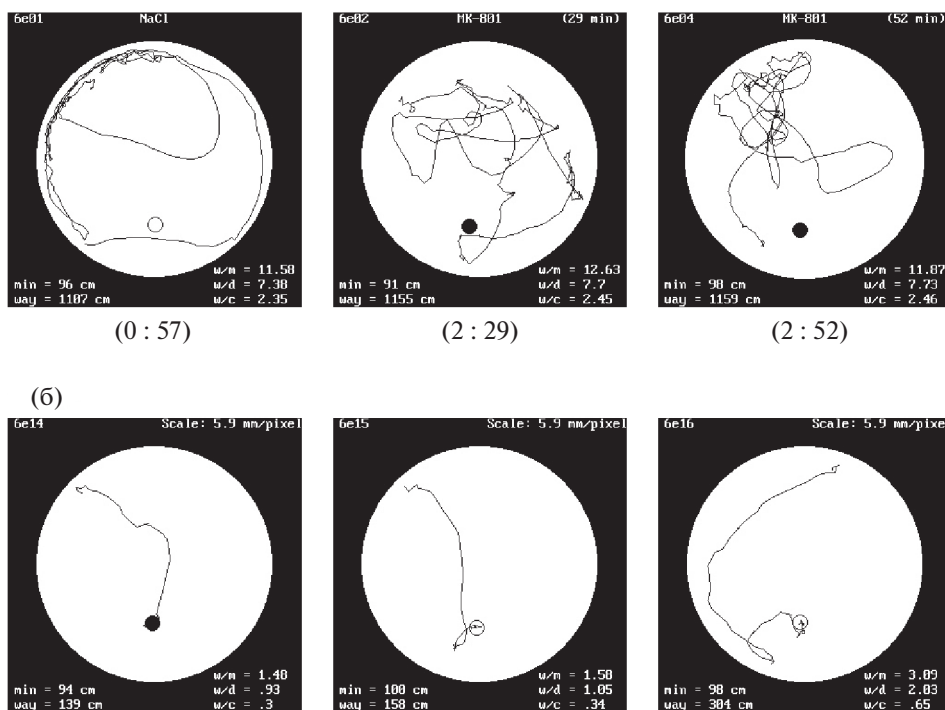 6e01 NaCl
w/m = 11.58
min = 96 cm w/d = 7.38
way = 1107 cm w/c = 2.35
(0 : 57)
6e02 MK-801 (29 min)
w/m = 12.63
min = 91 cm w/d = 7.7
way = 1155 cm w/c = 2.45
(2 : 29)
6e04 MK-801 (52 min)
w/m = 11.87
min = 98 cm w/d = 7.73
way = 1159 cm w/c = 2.46
(2 : 52)
(б)
6e14 Scale: 5.9 mm/pixel
w/m = 1.48
min = 94 cm w/d = .93
way = 139 cm w/c = .3
6e15 Scale: 5.9 mm/pixel
w/m = 1.58
min = 100 cm w/d = 1.05
way = 158 cm w/c = .34
6e16 Scale: 5.9 mm/pixel
w/m = 3.09
min = 98 cm w/d = 2.03
way = 304 cm w/c = .65